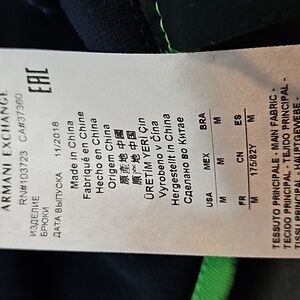 ARMANI EXCHANGE
RN#103723 CA#37360
EAC
ИЗДЕЛИЕ
БРЮКИ
ДАТА ВЫПУСКА 11/2018
Made in China
Fabriqué en Chine
Hecho en China
Origem China
原産地 中國
原产地 中国
ÜRETİM YERİ Çin
Vyrobeno v Čína
Hergestellt in China
Сделано во Китае
USA MEX BRA
M M M
FR CN ES
M 175/82Y M
TESSUTO PRINCIPALE - MAIN FABRIC -
TECIDO PRINCIPAL - TEJIDO